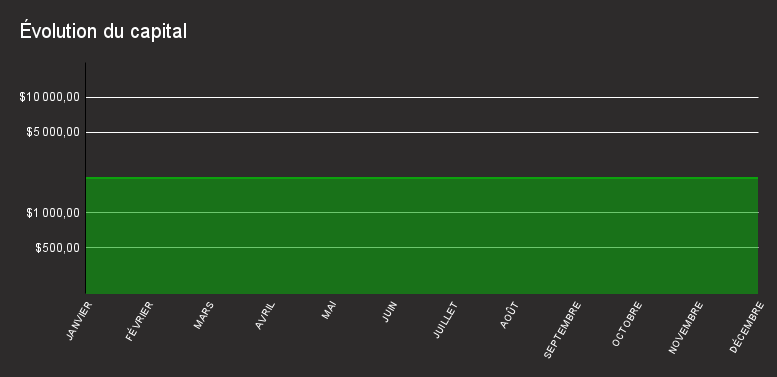 Évolution du capital
$10 000,00
$5 000,00
$1 000,00
$500,00
JANVIER
FÉVRIER
MARS
AVRIL
MAI
JUIN
JUILLET
AOÛT
SEPTEMBRE
OCTOBRE
NOVEMBRE
DÉCEMBRE